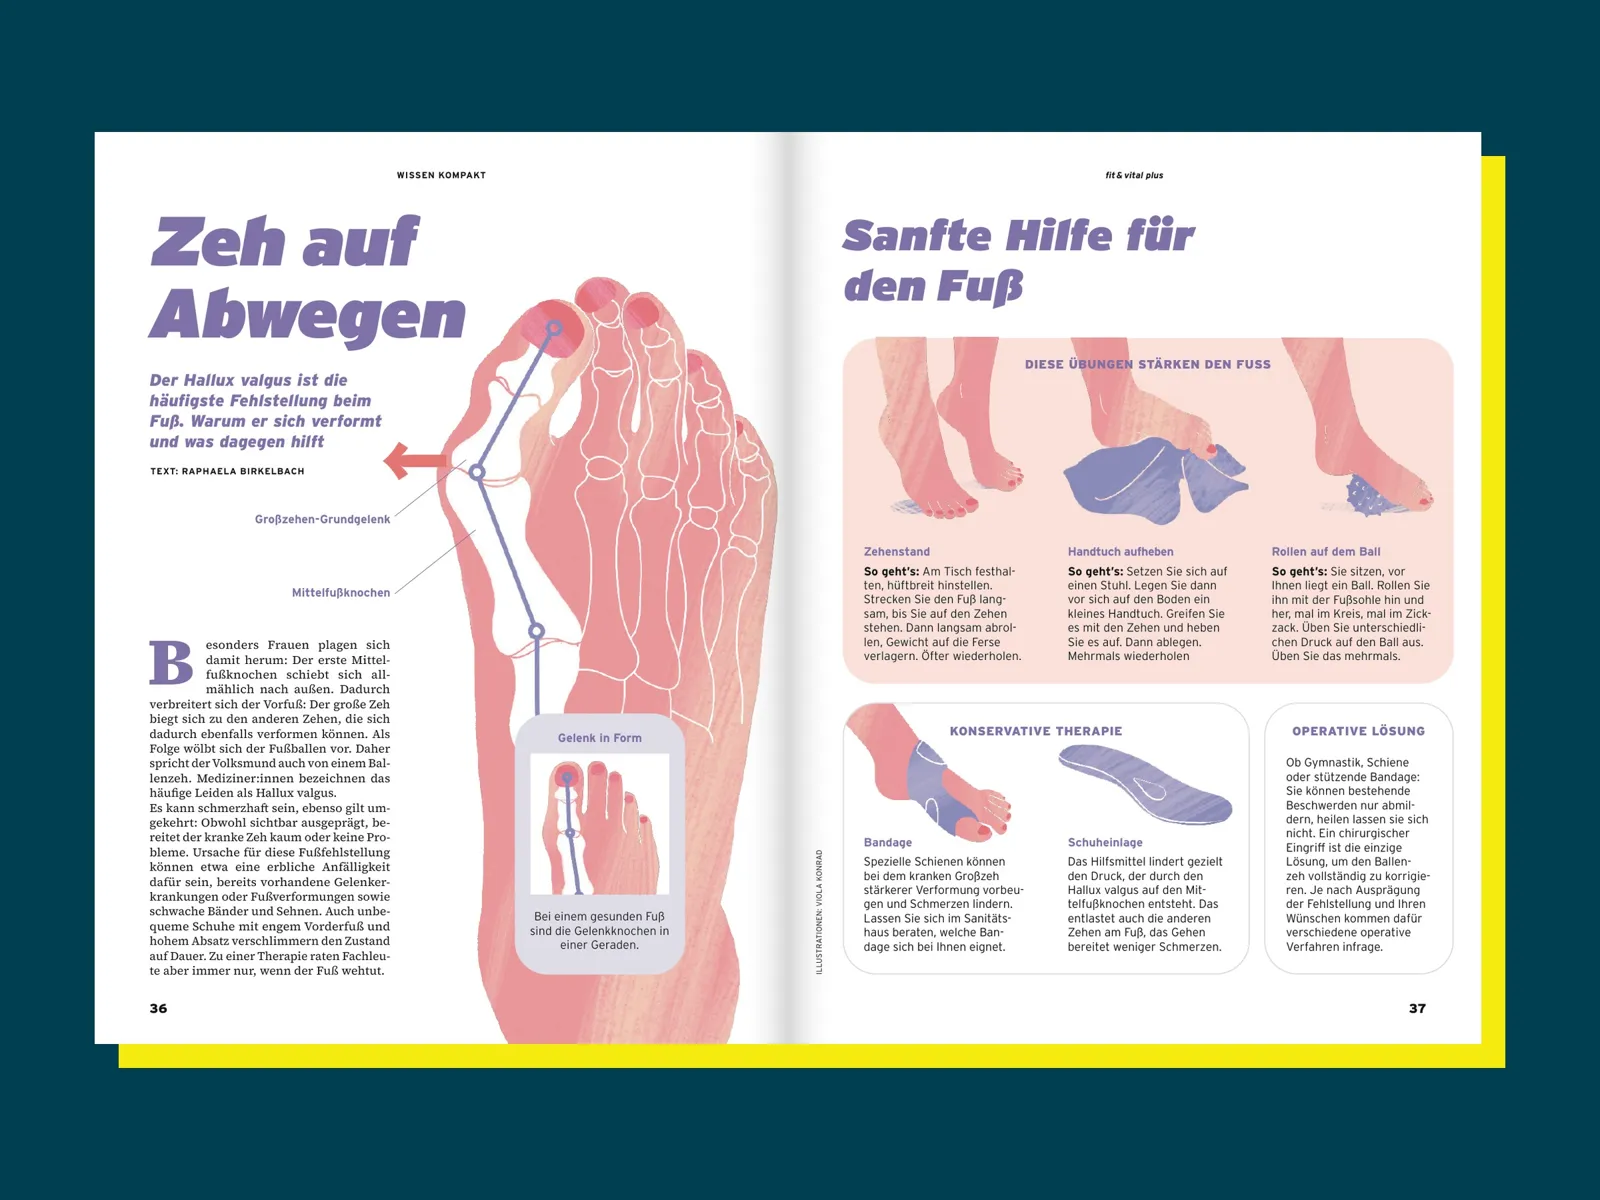 WISSEN KOMPAKT
Zeh auf
Abwegen
Der Hallux valgus ist die
häufigste Fehlstellung beim
Fuß. Warum er sich verformt
und was dagegen hilft
TEXT: RAPHAELA BIRKELBACH
Großzehen-Grundgelenk
Mittelfußknochen
Besonders Frauen plagen sich
damit herum: Der erste Mittel-
fußknochen schiebt sich all-
mählich nach außen. Dadurch
verbreitert sich der Vorfuß: Der große Zeh
biegt sich zu den anderen Zehen, die sich
dadurch ebenfalls verformen können. Als
Folge wölbt sich der Fußballen vor. Daher
spricht der Volksmund auch von einem Bal-
lenzeh. Mediziner:innen bezeichnen das
häufige Leiden als Hallux valgus.
Es kann schmerzhaft sein, ebenso gilt um-
gekehrt: Obwohl sichtbar ausgeprägt, be-
reitet der kranke Zeh kaum oder keine Pro-
bleme. Ursache für diese Fußfehlstellung
können etwa eine erbliche Anfälligkeit
dafür sein, bereits vorhandene Gelenker-
krankungen oder Fußverformungen sowie
schwache Bänder und Sehnen. Auch unbe-
queme Schuhe mit engem Vorderfuß und
hohem Absatz verschlimmern den Zustand
auf Dauer. Zu einer Therapie raten Fachleu-
te aber immer nur, wenn der Fuß wehtut.
Gelenk in Form
Bei einem gesunden Fuß
sind die Gelenkknochen in
einer Geraden.
36
fit & vital plus
Sanfte Hilfe für
den Fuß
DIESE ÜBUNGEN STÄRKEN DEN FUSS
Zehenstand
So geht's: Am Tisch festhal-
ten, hüftbreit hinstellen.
Strecken Sie den Fuß lang-
sam, bis Sie auf den Zehen
stehen. Dann langsam abrol-
len, Gewicht auf die Ferse
verlagern. Öfter wiederholen.
Handtuch aufheben
So geht's: Setzen Sie sich auf
einen Stuhl. Legen Sie dann
vor sich auf den Boden ein
kleines Handtuch. Greifen Sie
es mit den Zehen und heben
Sie es auf. Dann ablegen.
Mehrmals wiederholen
Rollen auf dem Ball
So geht's: Sie sitzen, vor
Ihnen liegt ein Ball. Rollen Sie
ihn mit der Fußsohle hin und
her, mal im Kreis, mal im Zick-
zack. Üben Sie unterschiedli-
chen Druck auf den Ball aus.
Üben Sie das mehrmals.
KONSERVATIVE THERAPIE
Bandage
Spezielle Schienen können
bei dem kranken Großzeh
stärkerer Verformung vorbeu-
gen und Schmerzen lindern.
Lassen Sie sich im Sanitäts-
haus beraten, welche Ban-
dage sich bei Ihnen eignet.
Schuheinlage
Das Hilfsmittel lindert gezielt
den Druck, der durch den
Hallux valgus auf den Mit-
telfußknochen entsteht. Das
entlastet auch die anderen
Zehen am Fuß, das Gehen
bereitet weniger Schmerzen.
OPERATIVE LÖSUNG
Ob Gymnastik, Schiene
oder stützende Bandage:
Sie können bestehende
Beschwerden nur abmil-
dern, heilen lassen sie sich
nicht. Ein chirurgischer
Eingriff ist die einzige
Lösung, um den Ballen-
zeh vollständig zu korrigie-
ren. Je nach Ausprägung
der Fehlstellung und Ihren
Wünschen kommen dafür
verschiedene operative
Verfahren infrage.
ILLUSTRATIONEN: VIOLA KONRAD
37